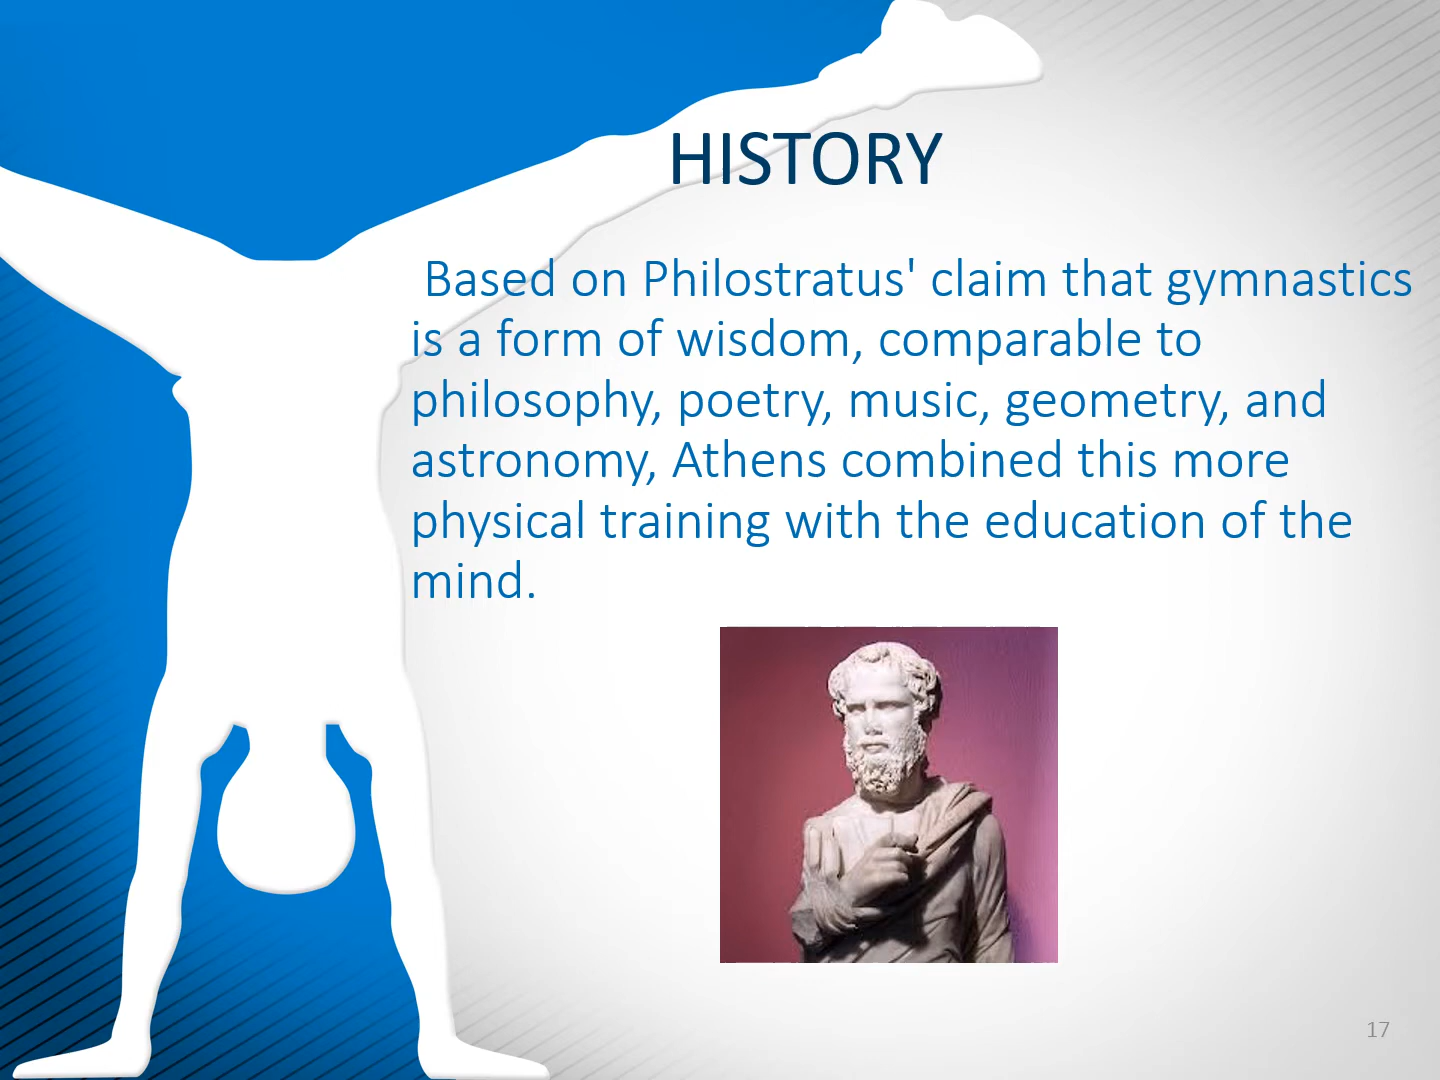 HISTORY
Based on Philostratus' claim that gymnastics
is a form of wisdom, comparable to
philosophy, poetry, music, geometry, and
astronomy, Athens combined this more
physical training with the education of the
mind.
17